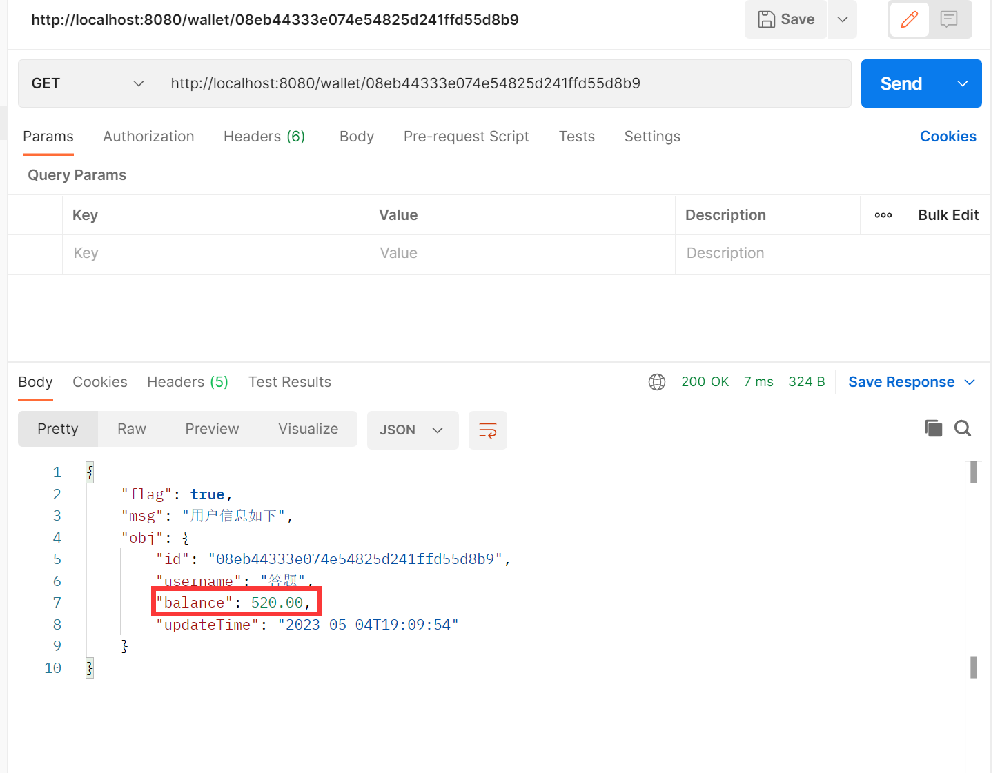 http://localhost:8080/wallet/08eb44333e074e54825d241ffd55d8b9 Save
GET http://localhost:8080/wallet/08eb44333e074e54825d241ffd55d8b9 Send
Params Authorization Headers (6) Body Pre-request Script Tests Settings Cookies
Query Params
Key Value Description ooo Bulk Edit
Key Value Description
Body Cookies Headers (5) Test Results 200 OK 7 ms 324 B Save Response
Pretty Raw Preview Visualize JSON
1 {
2 "flag": true,
3 "msg": "用户信息如下",
4 "obj": {
5 "id": "08eb44333e074e54825d241ffd55d8b9",
6 "username": "答题",
7 "balance": 520.00,
8 "updateTime": "2023-05-04T19:09:54"
9 }
10 }